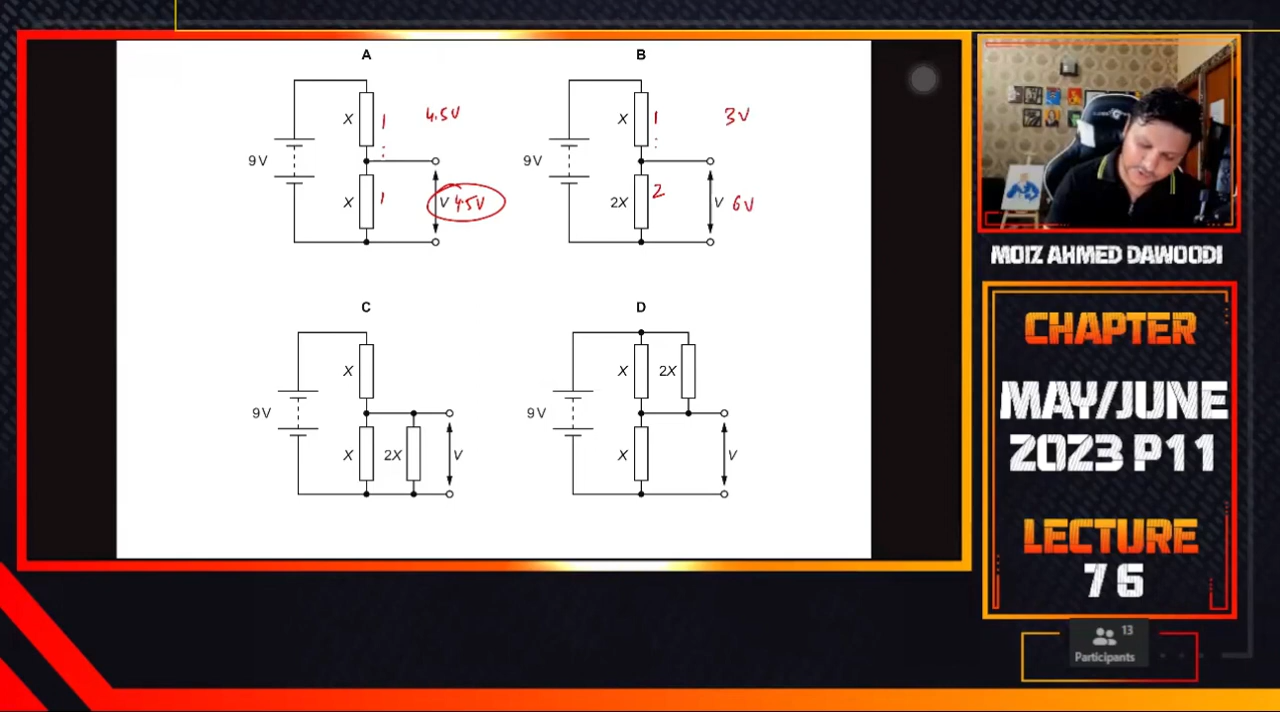 A
X
1
:
4.5V
9V
X
1
V 4.5V
B
X
1
:
3V
9V
2X
2
V 6V
C
X
9V
X
2X
V
D
X
2X
9V
X
V
MOIZ AHMED DAWOODI
CHAPTER
MAY/JUNE
2023 P11
LECTURE
76
13
Participants